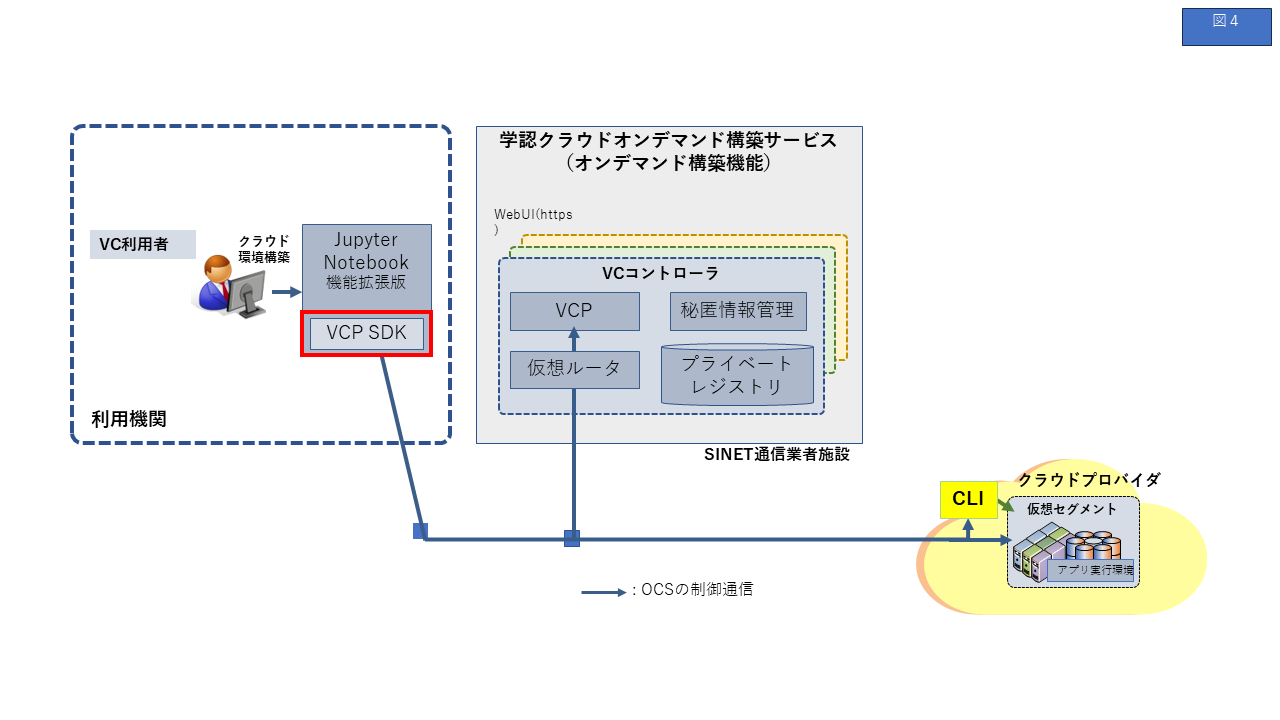 図４
学認クラウドオンデマンド構築サービス
（オンデマンド構築機能）
WebUI(https
)
VC利用者
クラウド
環境構築
Jupyter
Notebook
機能拡張版
VCP SDK
利用機関
VCコントローラ
VCP
秘匿情報管理
仮想ルータ
プライベート
レジストリ
SINET通信業者施設
クラウドプロバイダ
CLI
仮想セグメント
アプリ実行環境
: OCSの制御通信